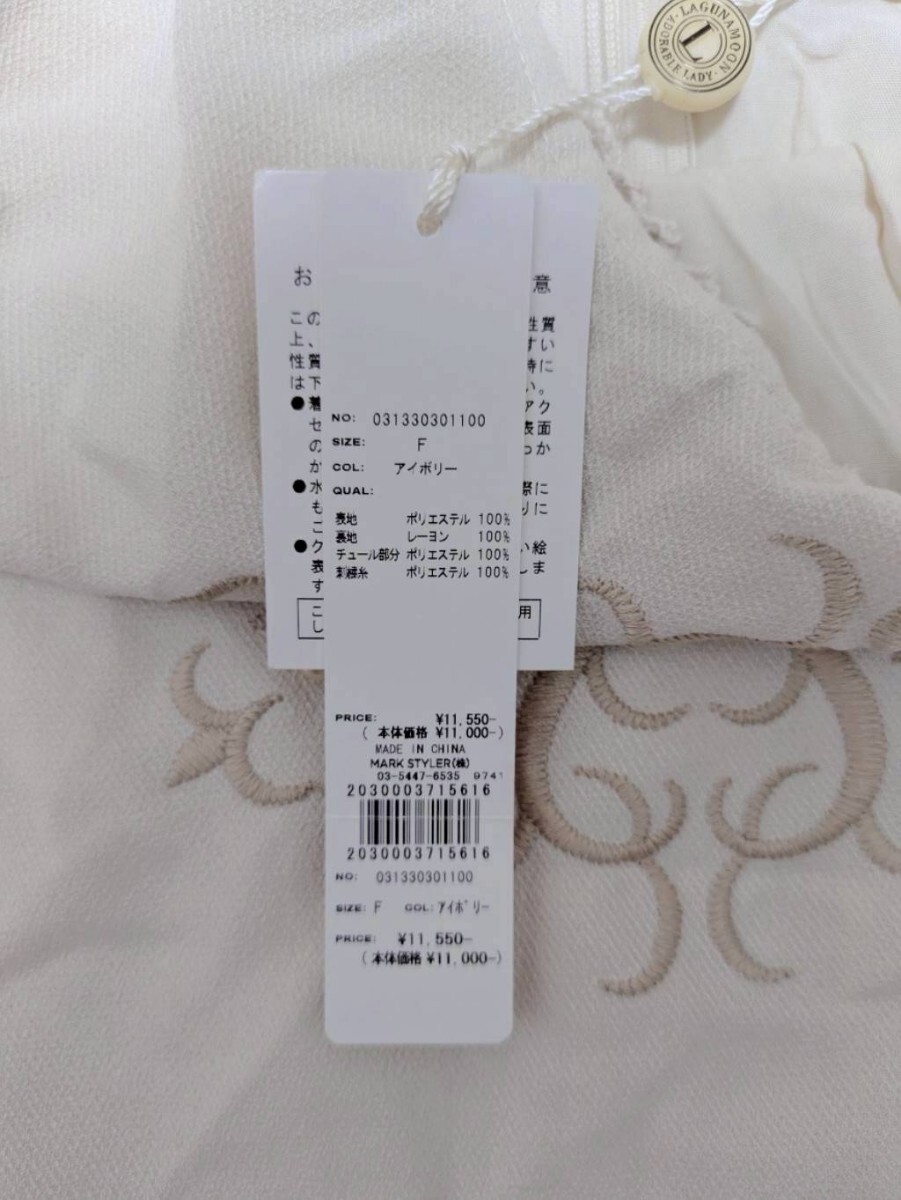 LAGUNAMOON
L
ADORABLE LADY
お 意
この 性質
上、 すい
性質 時に
は下 い。
●着 アク
セ 表面
の っか
か
●水 際に
も りに
こ
●ク い絵
表 しま
す
こ 用
し
NO: 031330301100
SIZE: F
COL: アイボリー
QUAL:
表地 ポリエステル 100%
裏地 レーヨン 100%
チュール部分 ポリエステル 100%
刺繍糸 ポリエステル 100%
PRICE: ¥11,550-
( 本体価格 ¥11,000-)
MADE IN CHINA
MARK STYLER(株)
03-5447-6535 9741
2030003715616
2030003715616
NO: 031330301100
SIZE: F COL: アイボリー
PRICE: ¥11,550-
( 本体価格 ¥11,000-)